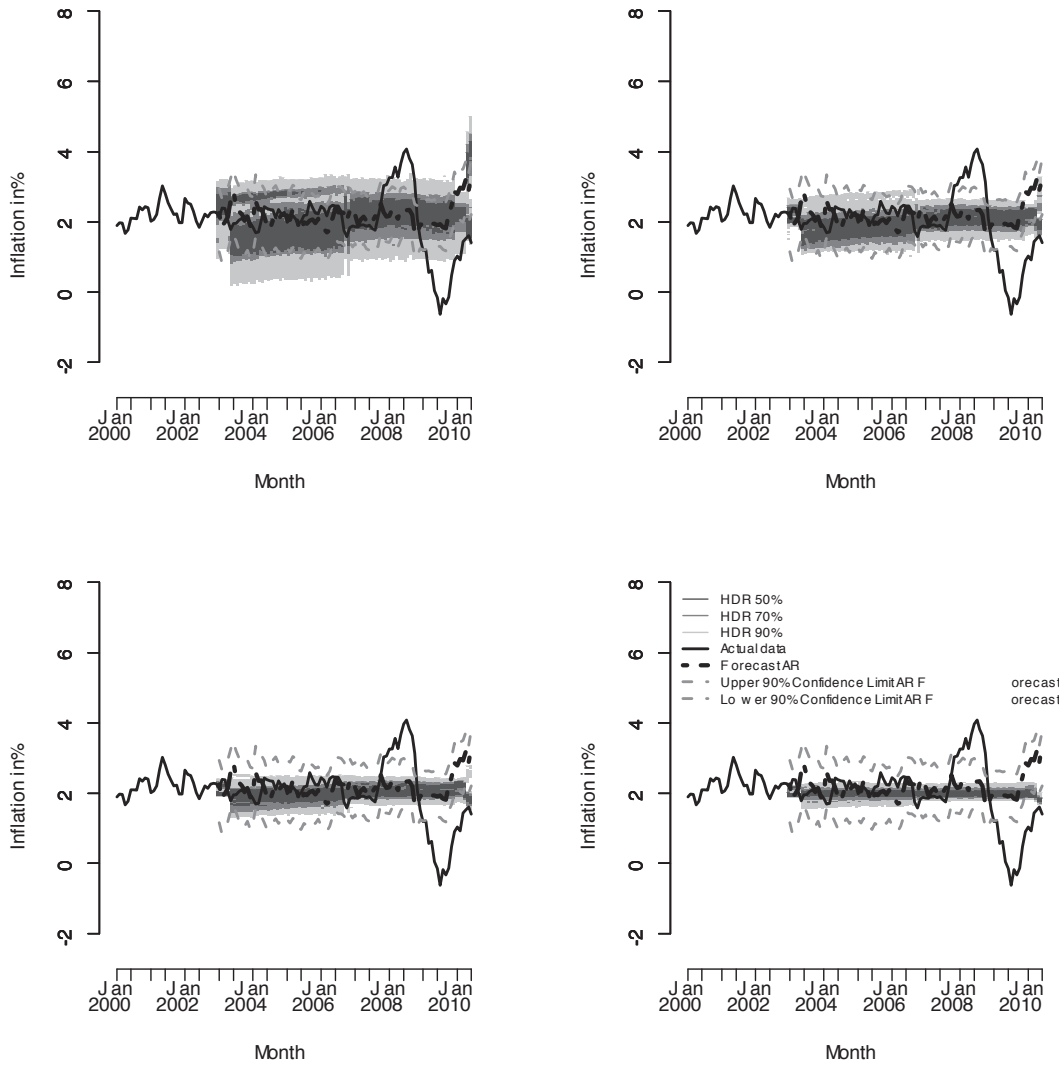 8
6
4
2
0
-2
Inflation in%
Jan 2000 Jan 2002 Jan 2004 Jan 2006 Jan 2008 Jan 2010
Month
8
6
4
2
0
-2
Inflation in%
Jan 2000 Jan 2002 Jan 2004 Jan 2006 Jan 2008 Jan 2010
Month
8
6
4
2
0
-2
Inflation in%
Jan 2000 Jan 2002 Jan 2004 Jan 2006 Jan 2008 Jan 2010
Month
8
6
4
2
0
-2
Inflation in%
HDR 50%
HDR 70%
HDR 90%
Actual data
Forecast AR
Upper 90% Confidence Limit AR F orecast
Lo wer 90% Confidence Limit AR F orecast
Jan 2000 Jan 2002 Jan 2004 Jan 2006 Jan 2008 Jan 2010
Month